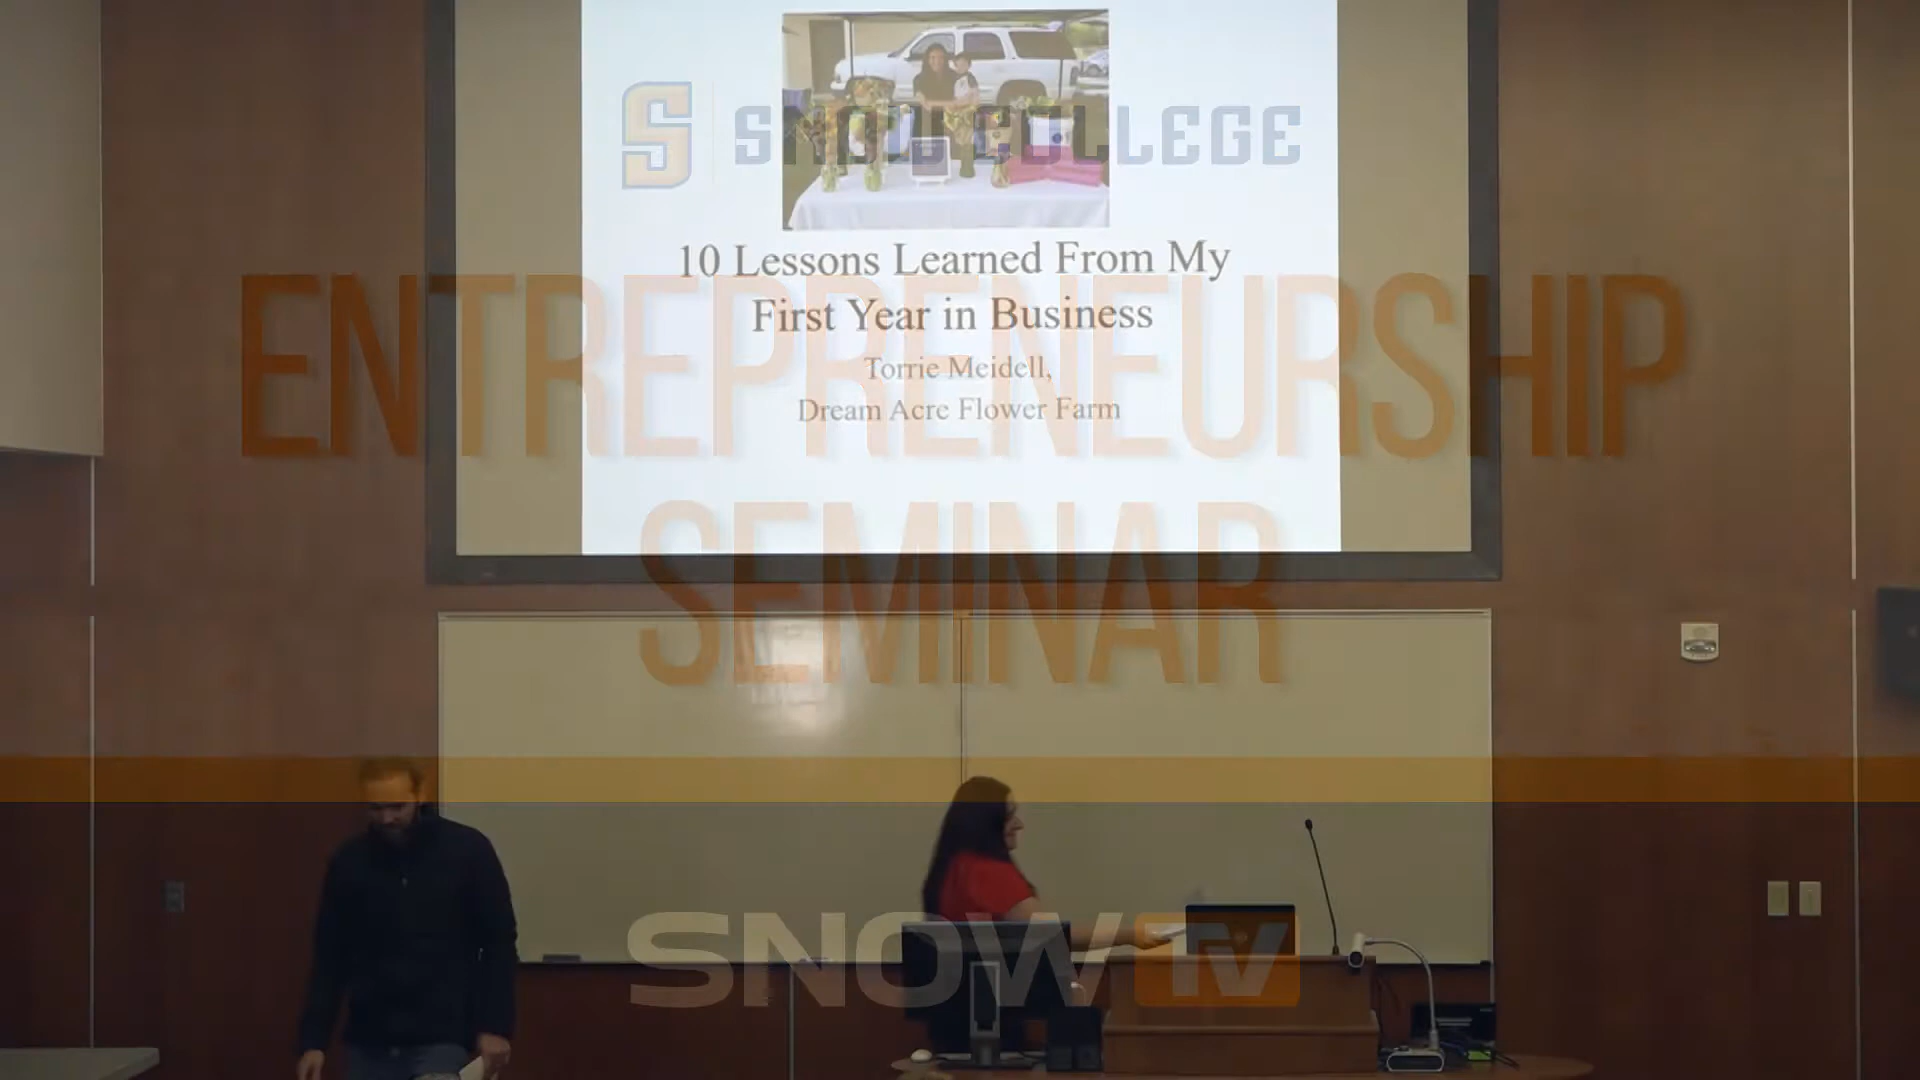 S | SNOW COLLEGE
10 Lessons Learned From My
First Year in Business
Torrie Meidell,
Dream Acre Flower Farm
ENTREPRENEURSHIP
SEMINAR
SNOW TV